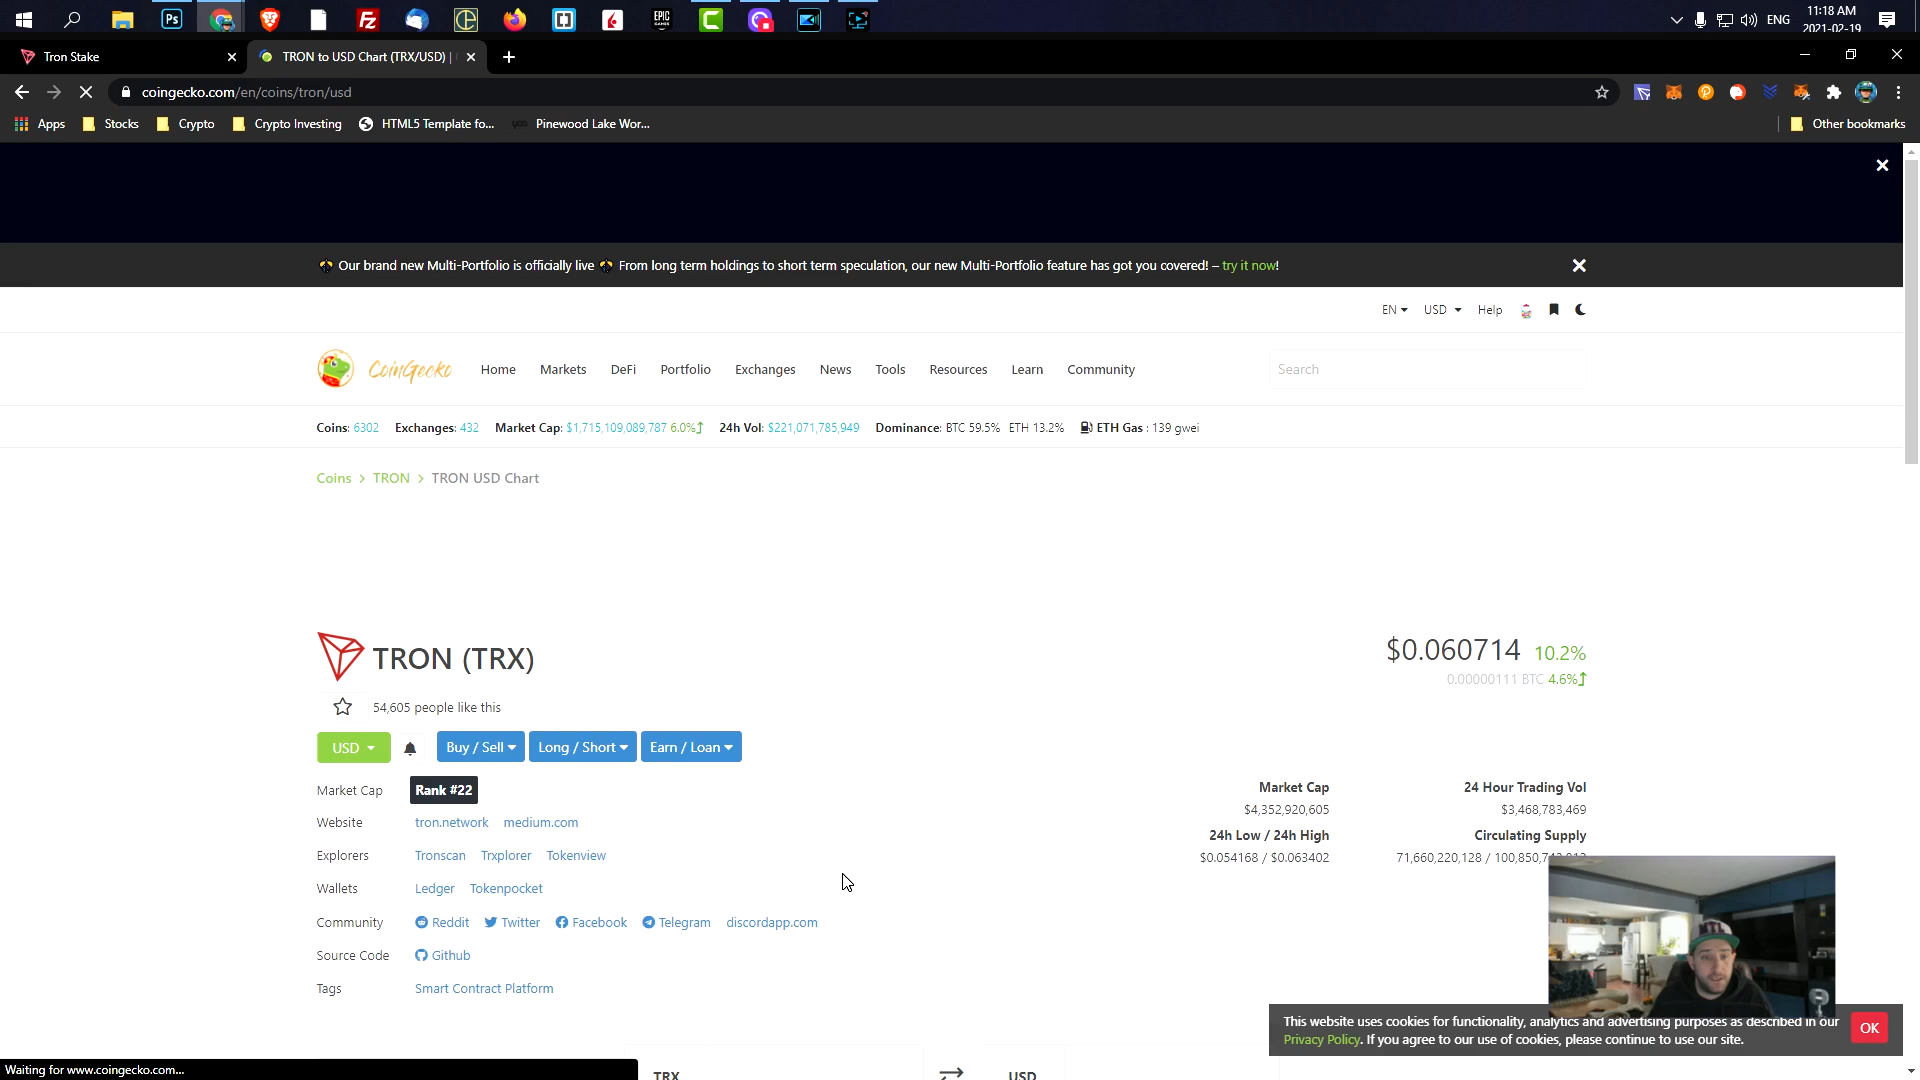 Ps
Fz
EPIC
GAMES
ENG
11:18 AM
2021-02-19
Tron Stake
TRON to USD Chart (TRX/USD) |
coingecko.com/en/coins/tron/usd
Apps
Stocks
Crypto
Crypto Investing
HTML5 Template fo...
Pinewood Lake Wor...
Other bookmarks
Our brand new Multi-Portfolio is officially live From long term holdings to short term speculation, our new Multi-Portfolio feature has got you covered! – try it now!
EN USD Help
CoinGecko
Home Markets DeFi Portfolio Exchanges News Tools Resources Learn Community
Search
Coins: 6302 Exchanges: 432 Market Cap: $1,715,109,089,787 6.0% 24h Vol: $221,071,785,949 Dominance: BTC 59.5% ETH 13.2% ETH Gas : 139 gwei
Coins > TRON > TRON USD Chart
TRON (TRX)
$0.060714 10.2%
0.00000111 BTC 4.6%
54,605 people like this
USD
Buy / Sell
Long / Short
Earn / Loan
Market Cap Rank #22
Website tron.network medium.com
Explorers Tronscan Trxplorer Tokenview
Wallets Ledger Tokenpocket
Community Reddit Twitter Facebook Telegram discordapp.com
Source Code Github
Tags Smart Contract Platform
Market Cap
$4,352,920,605
24 Hour Trading Vol
$3,468,783,469
24h Low / 24h High
$0.054168 / $0.063402
Circulating Supply
71,660,220,128 /
This website uses cookies for functionality, analytics and advertising purposes as described in our
Privacy Policy. If you agree to our use of cookies, please continue to use our site.
OK
Waiting for www.coingecko.com...
TRX
USD